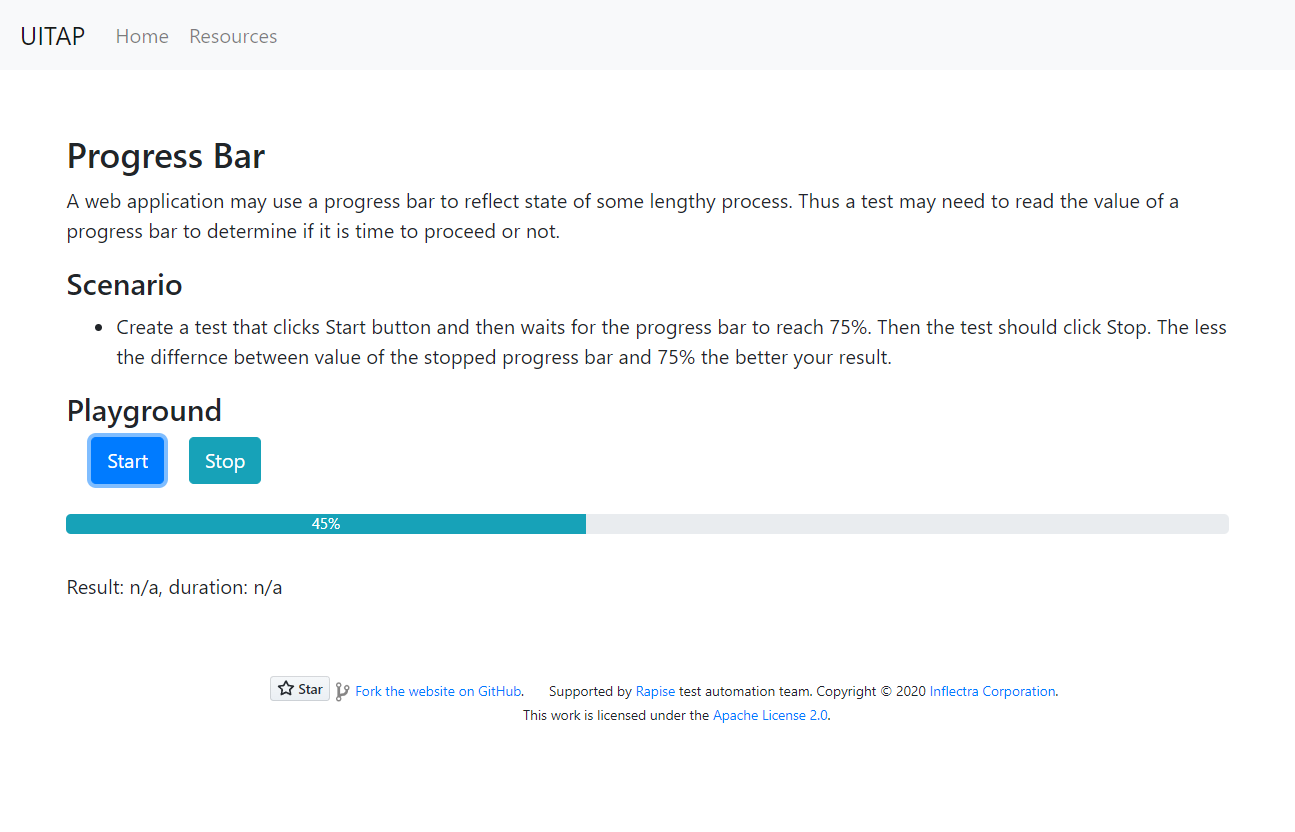 UITAP Home Resources
Progress Bar
A web application may use a progress bar to reflect state of some lengthy process. Thus a test may need to read the value of a
progress bar to determine if it is time to proceed or not.
Scenario
Create a test that clicks Start button and then waits for the progress bar to reach 75%. Then the test should click Stop. The less
the differnce between value of the stopped progress bar and 75% the better your result.
Playground
Start Stop
45%
Result: n/a, duration: n/a
Star Fork the website on GitHub. Supported by Rapise test automation team. Copyright © 2020 Inflectra Corporation.
This work is licensed under the Apache License 2.0.